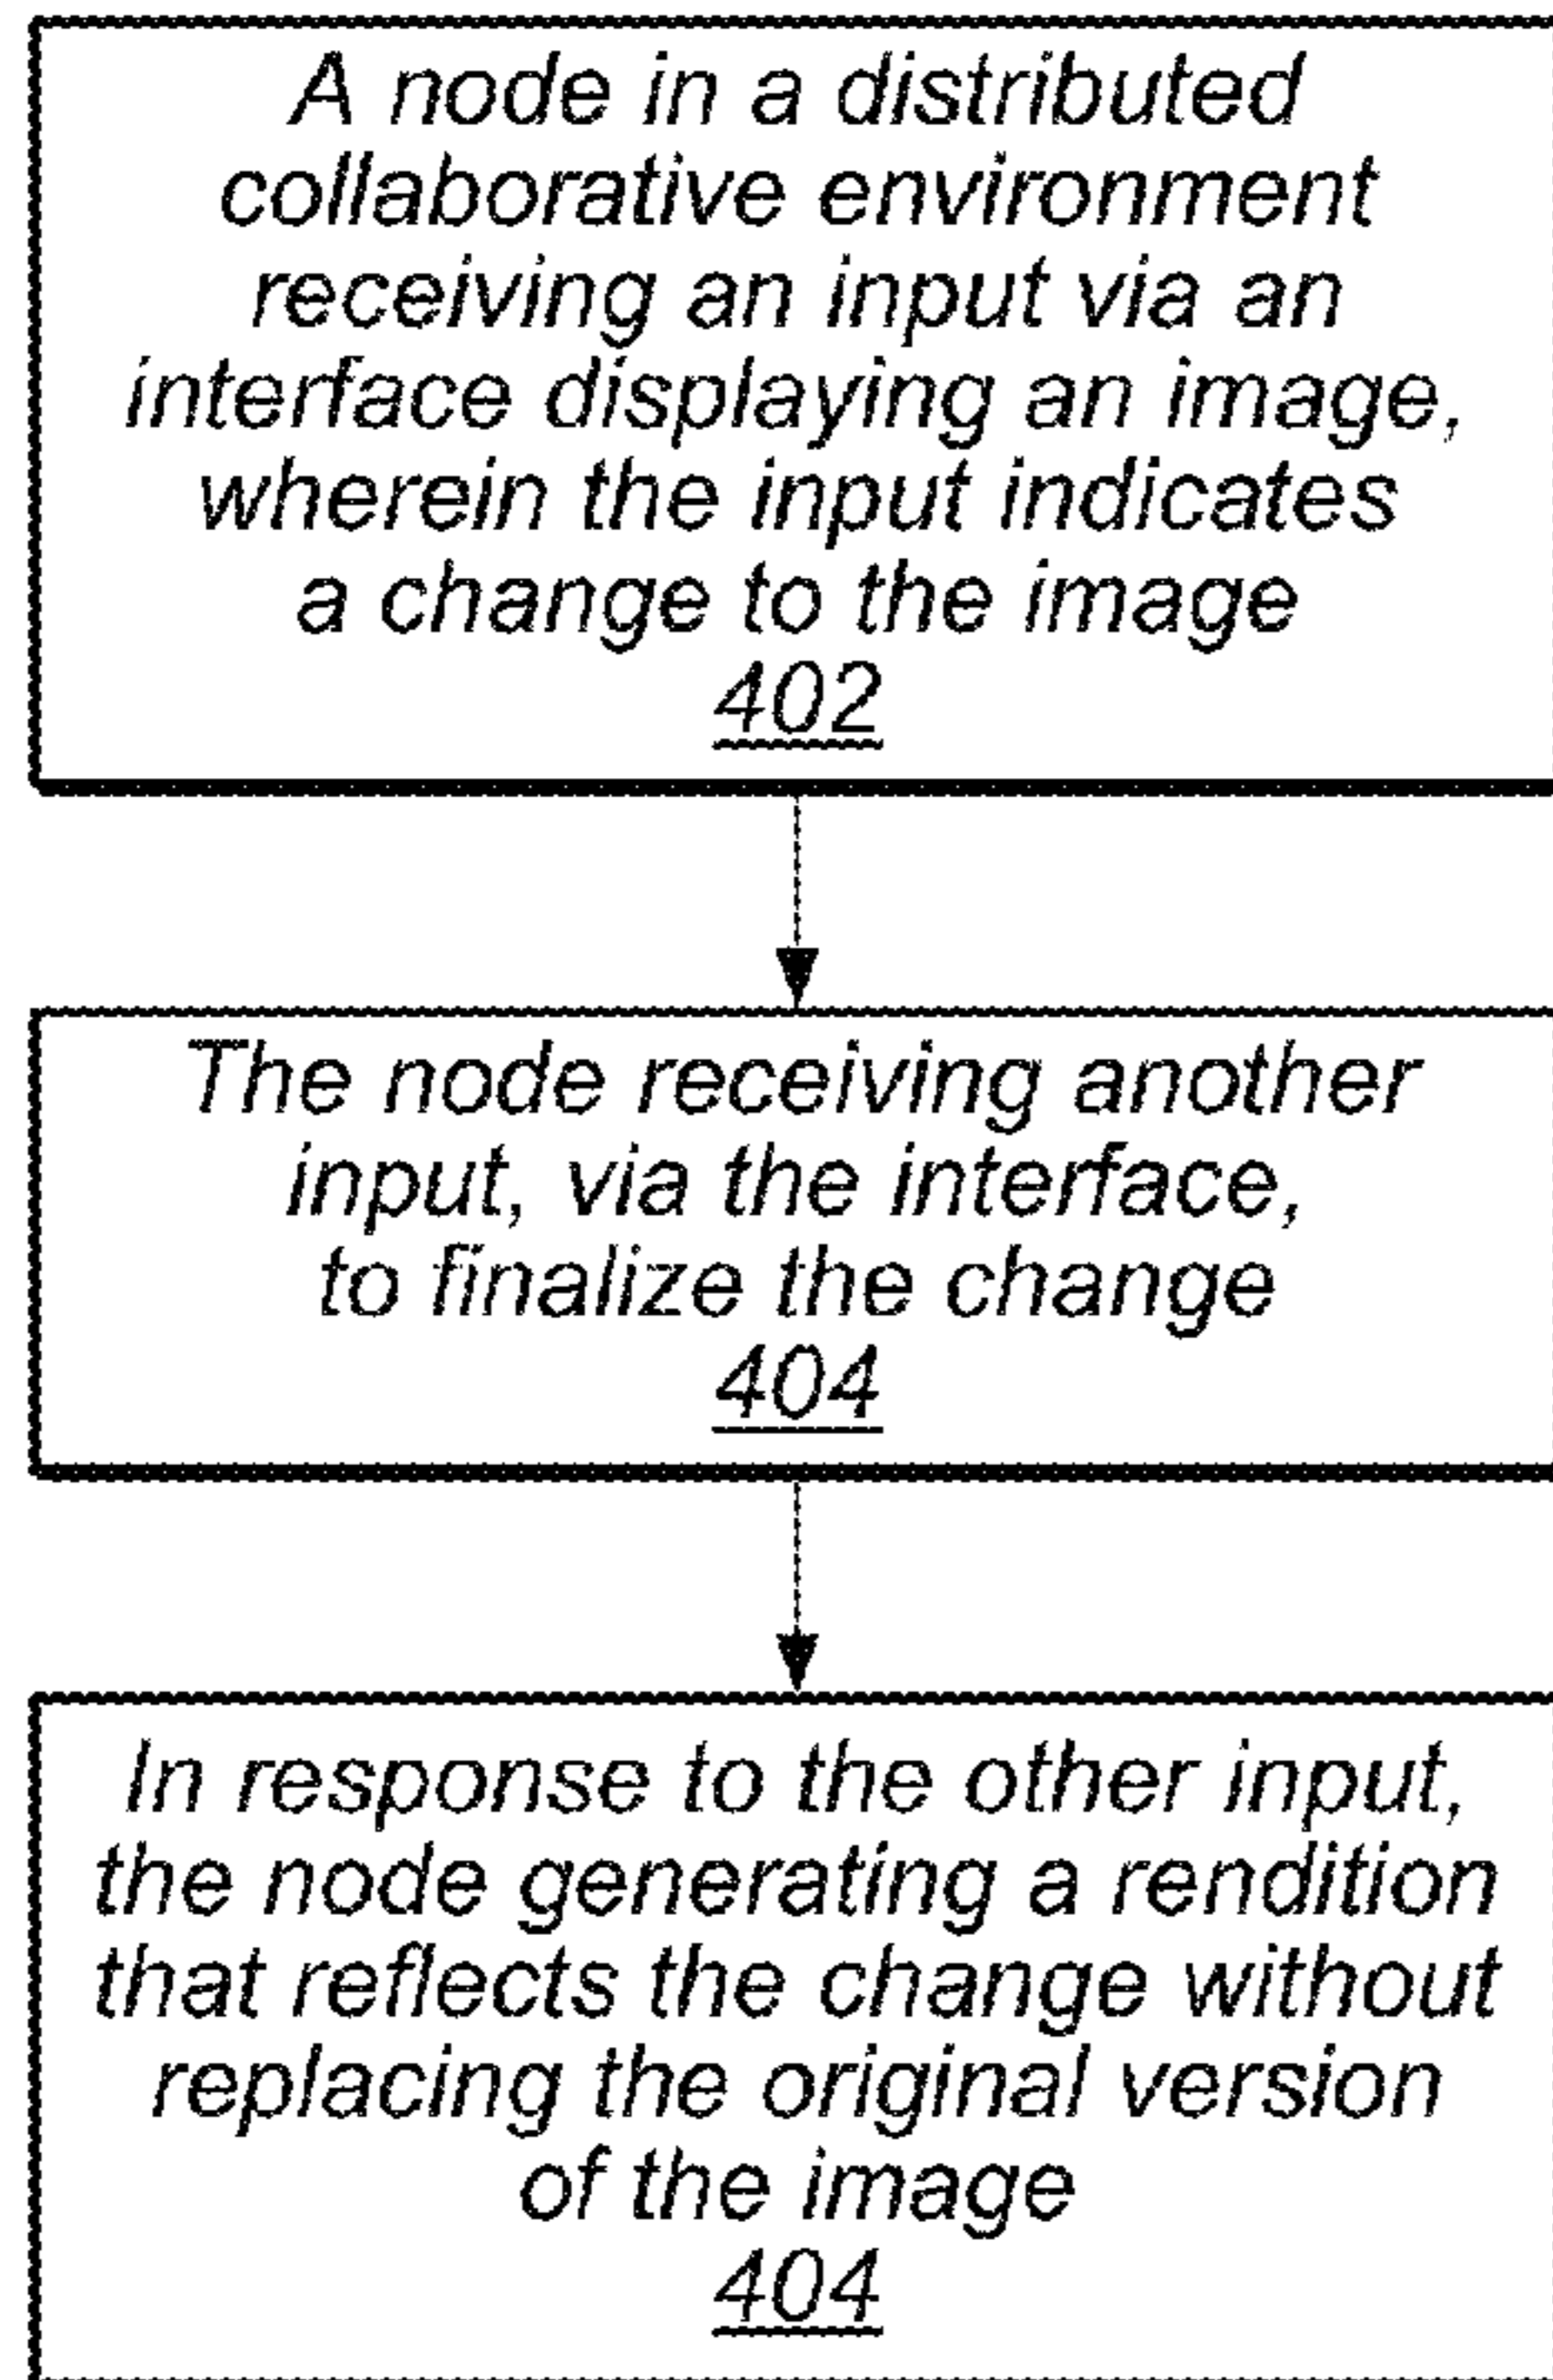 A node in a distributed
collaborative environment
receiving an input via an
interface displaying an image,
wherein the input indicates
a change to the image
402
The node receiving another
input, via the interface,
to finalize the change
404
In response to the other input,
the node generating a rendition
that reflects the change without
replacing the original version
of the image
404